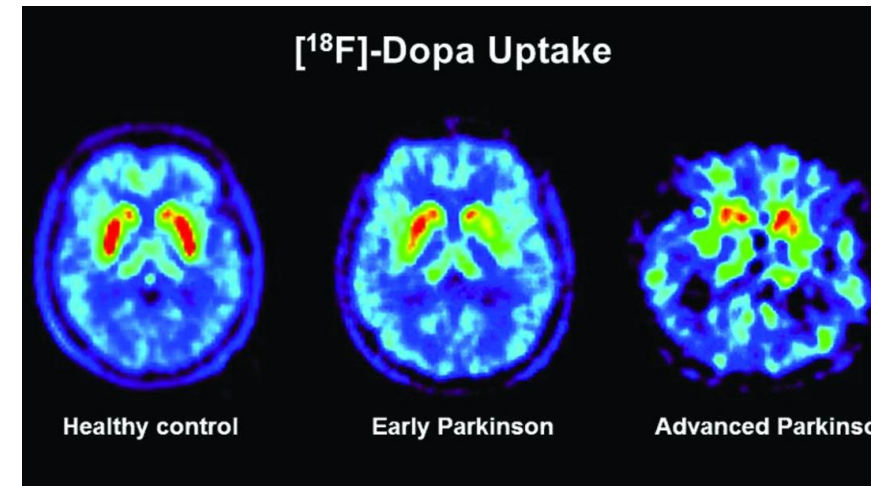 [¹⁸F]-Dopa Uptake
Healthy control
Early Parkinson
Advanced Parkinso